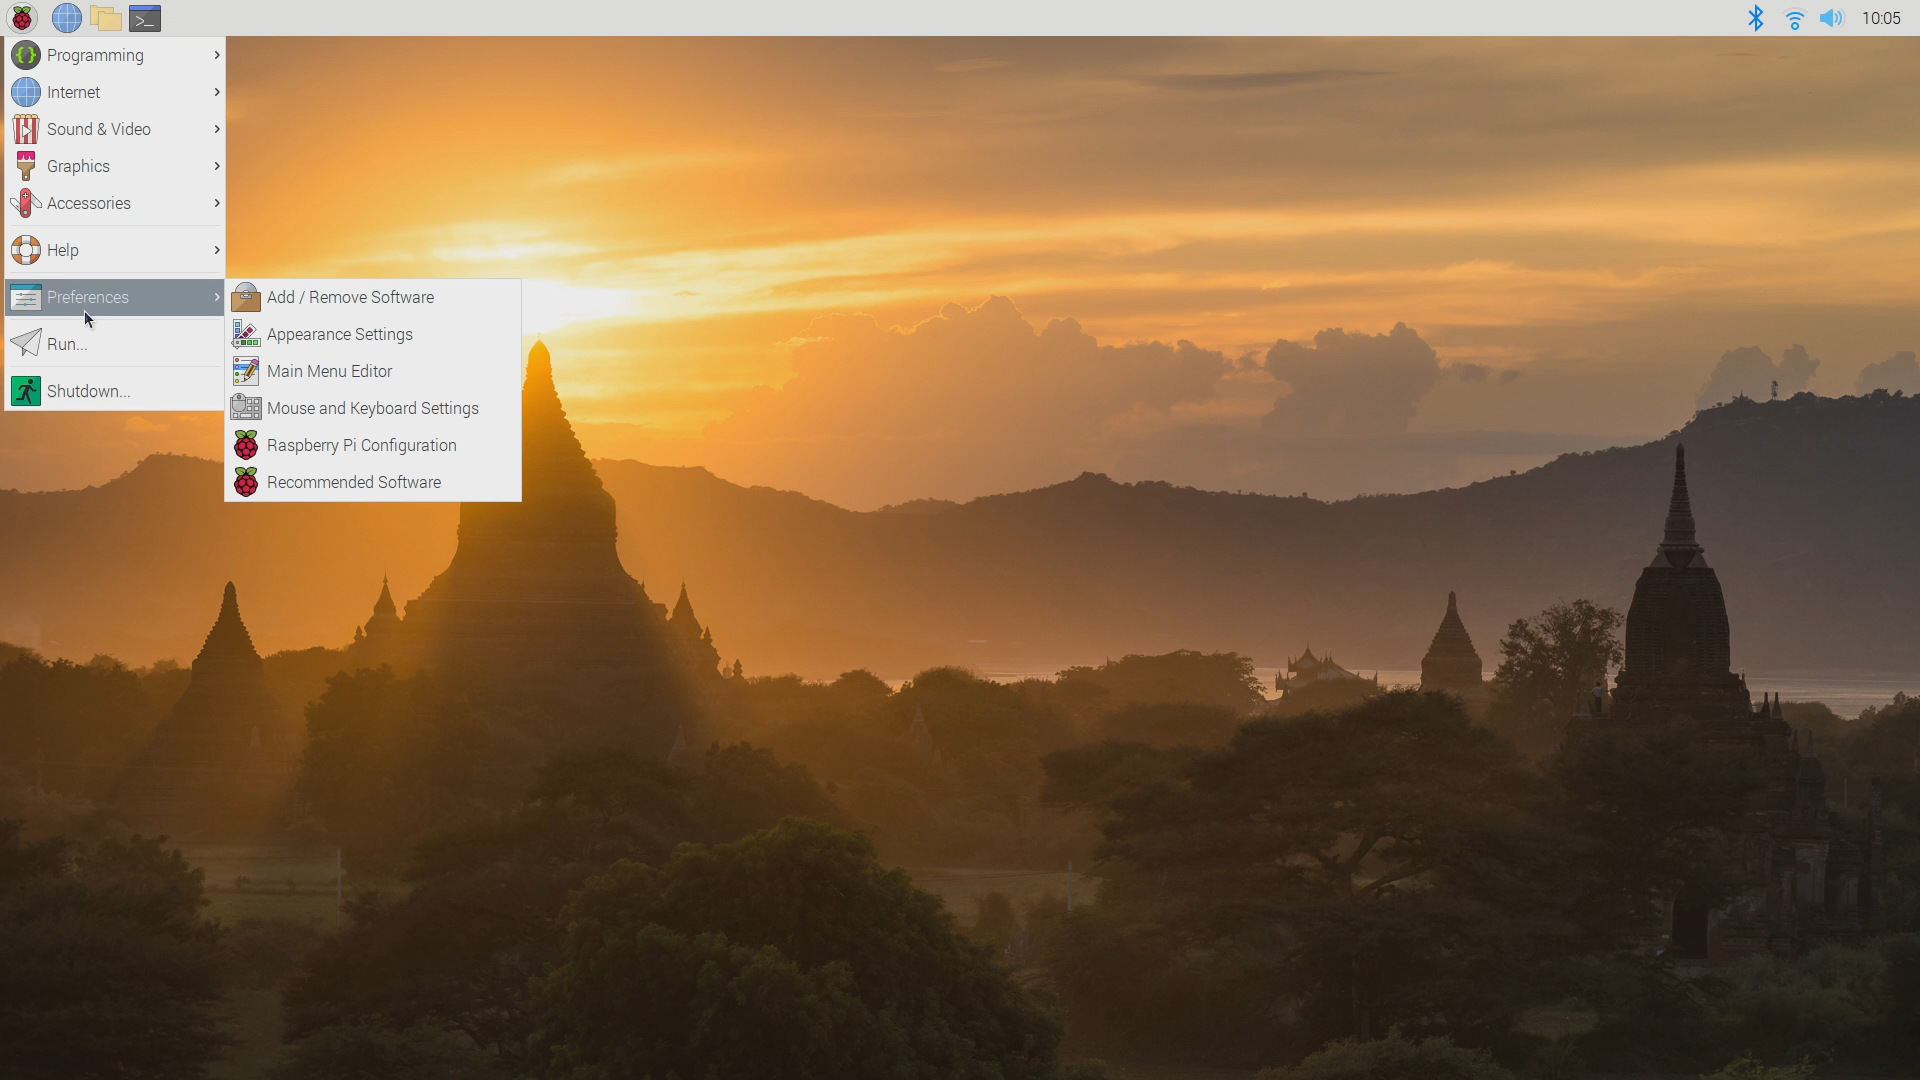 >_
10:05
Programming
Internet
Sound & Video
Graphics
Accessories
Help
Preferences
Run...
Shutdown...
Add / Remove Software
Appearance Settings
Main Menu Editor
Mouse and Keyboard Settings
Raspberry Pi Configuration
Recommended Software